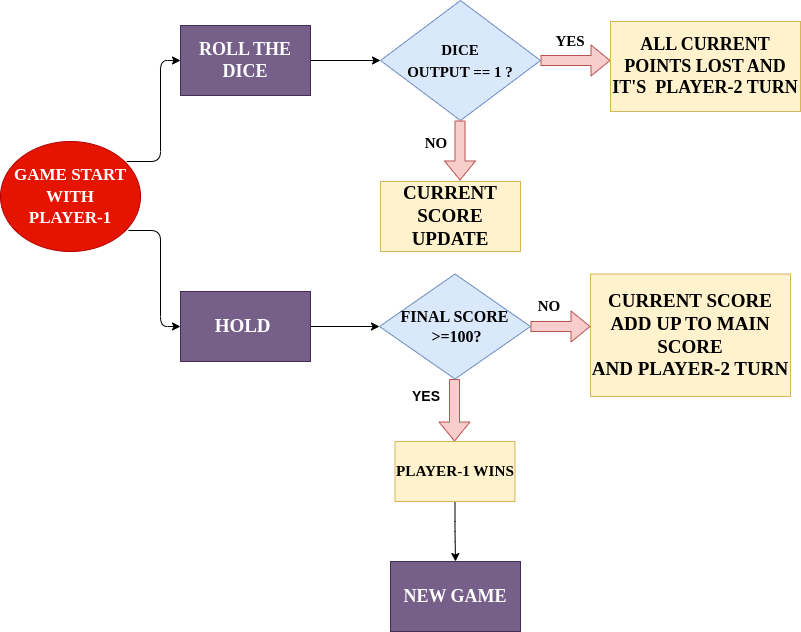 ROLL THE
DICE
DICE
OUTPUT == 1 ?
YES
ALL CURRENT
POINTS LOST AND
IT'S PLAYER-2 TURN
NO
GAME START
WITH
PLAYER-1
CURRENT
SCORE
UPDATE
HOLD
FINAL SCORE
>=100?
NO
CURRENT SCORE
ADD UP TO MAIN
SCORE
AND PLAYER-2 TURN
YES
PLAYER-1 WINS
NEW GAME